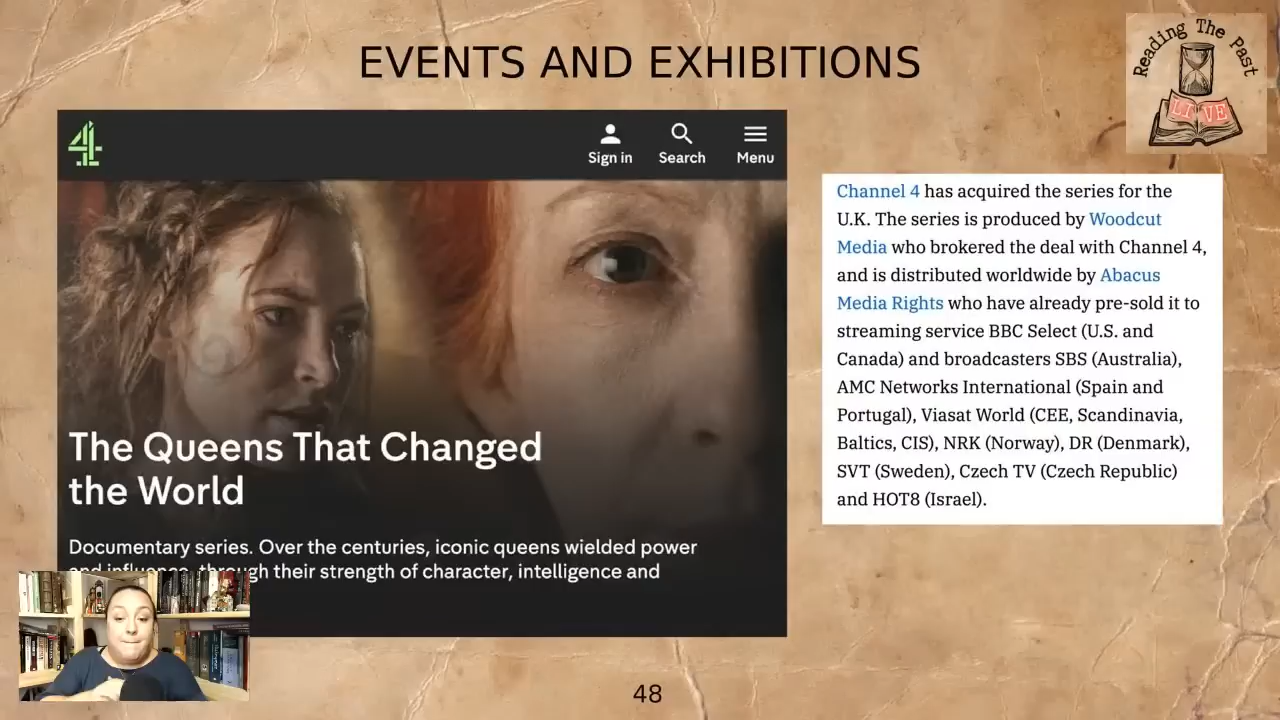 EVENTS AND EXHIBITIONS
Reading The Past
LIVE
4
Sign in
Search
Menu
The Queens That Changed
the World
Documentary series. Over the centuries, iconic queens wielded power
and influence, through their strength of character, intelligence and
Channel 4 has acquired the series for the
U.K. The series is produced by Woodcut
Media who brokered the deal with Channel 4,
and is distributed worldwide by Abacus
Media Rights who have already pre-sold it to
streaming service BBC Select (U.S. and
Canada) and broadcasters SBS (Australia),
AMC Networks International (Spain and
Portugal), Viasat World (CEE, Scandinavia,
Baltics, CIS), NRK (Norway), DR (Denmark),
SVT (Sweden), Czech TV (Czech Republic)
and HOT8 (Israel).
48